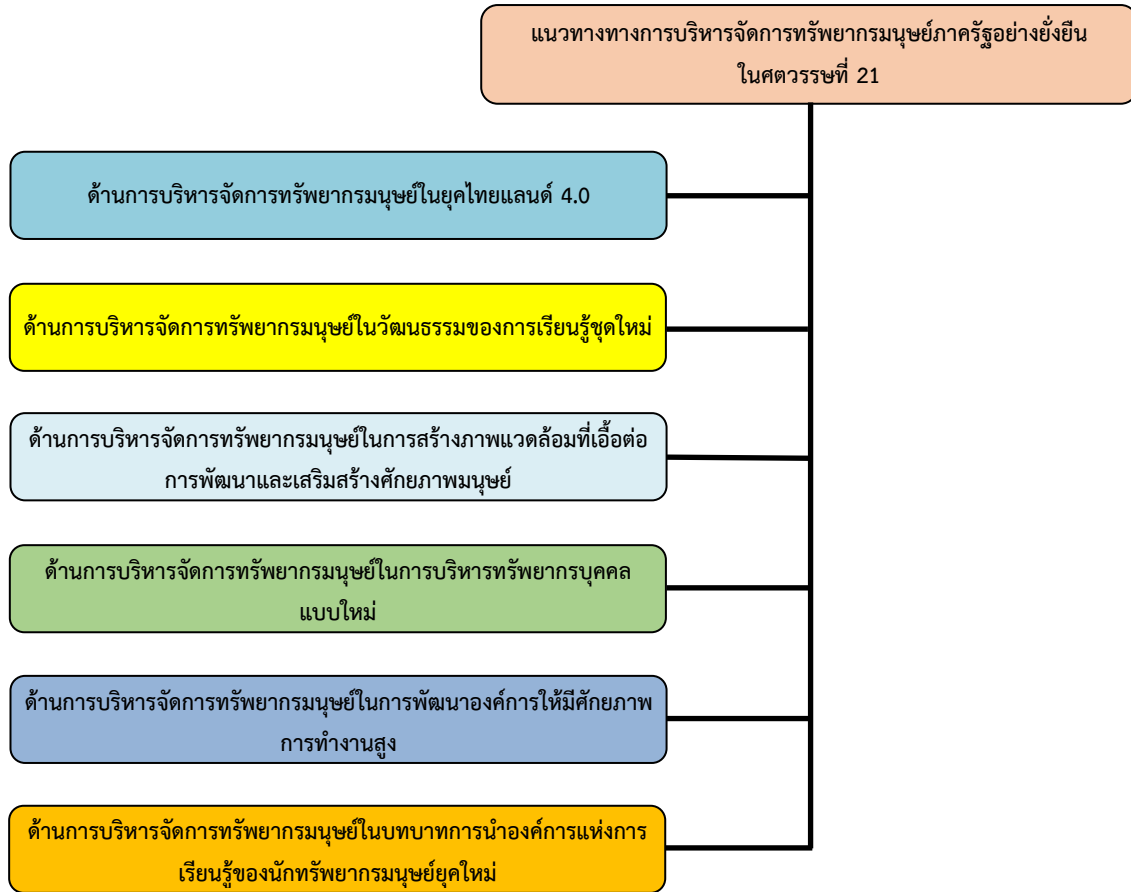 แนวทางทางการบริหารจัดการทรัพยากรมนุษย์ภาครัฐอย่างยั่งยืน
ในศตวรรษที่ 21
ด้านการบริหารจัดการทรัพยากรมนุษย์ในยุคไทยแลนด์ 4.0
ด้านการบริหารจัดการทรัพยากรมนุษย์ในวัฒนธรรมของการเรียนรู้ชุดใหม่
ด้านการบริหารจัดการทรัพยากรมนุษย์ในการสร้างภาพแวดล้อมที่เอื้อต่อ
การพัฒนาและเสริมสร้างศักยภาพมนุษย์
ด้านการบริหารจัดการทรัพยากรมนุษย์ในการบริหารทรัพยากรบุคคล
แบบใหม่
ด้านการบริหารจัดการทรัพยากรมนุษย์ในการพัฒนาองค์การให้มีศักยภาพ
การทำงานสูง
ด้านการบริหารจัดการทรัพยากรมนุษย์ในบทบาทการนำองค์การแห่งการ
เรียนรู้ของนักทรัพยากรมนุษย์ยุคใหม่